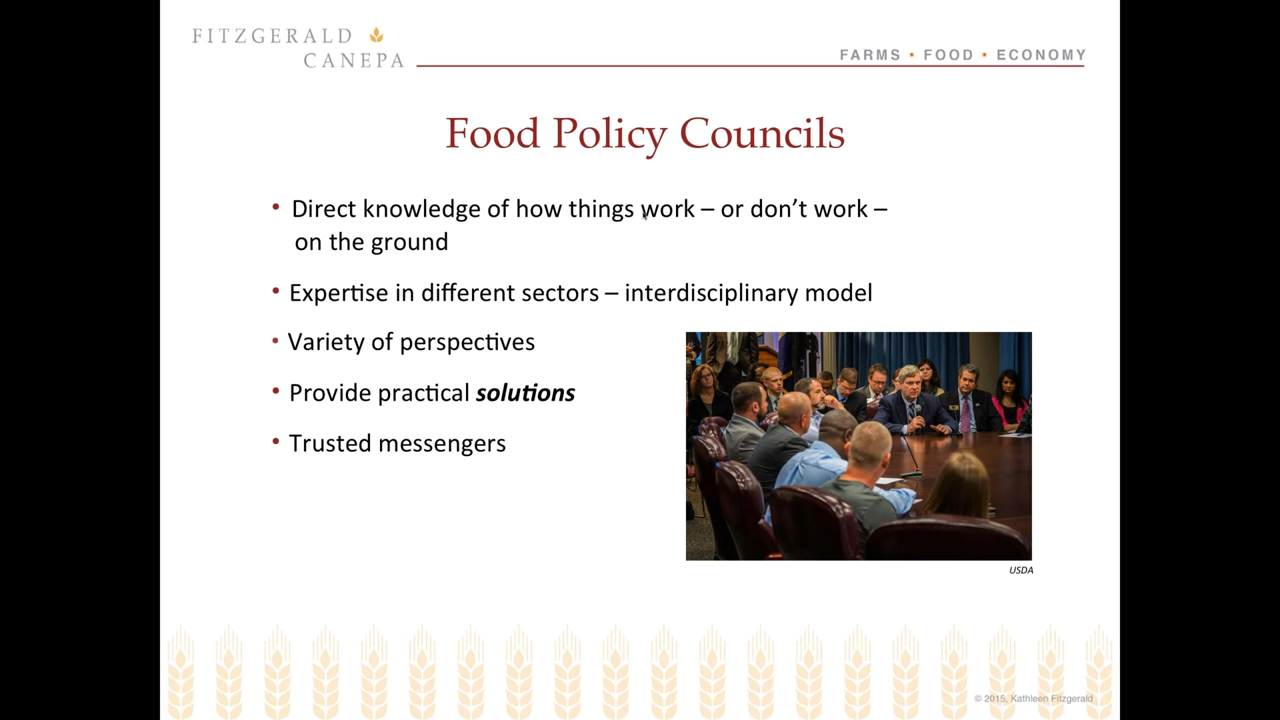 FITZGERALD
CANEPA
FARMS • FOOD • ECONOMY
Food Policy Councils
• Direct knowledge of how things work – or don’t work –
on the ground
• Expertise in different sectors – interdisciplinary model
• Variety of perspectives
• Provide practical solutions
• Trusted messengers
USDA
© 2015, Kathleen Fitzgerald